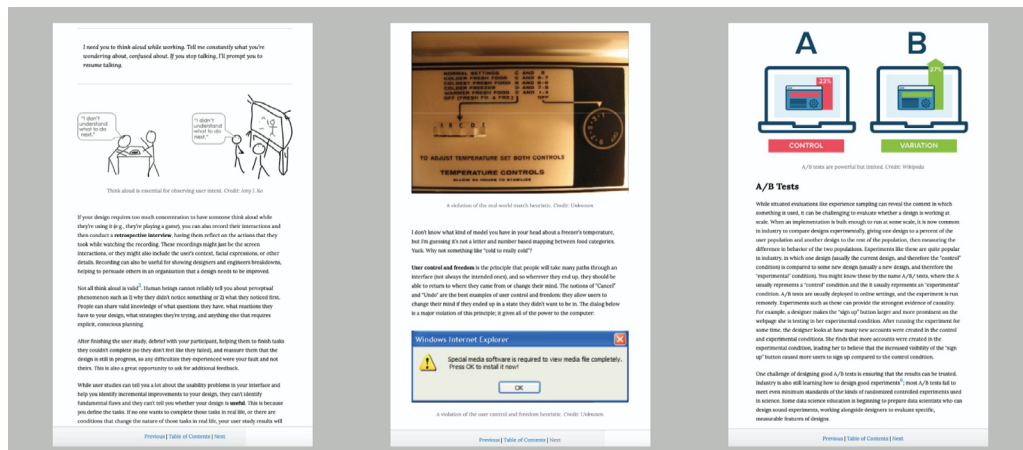 I need you to think aloud while working. Tell me constantly what you're
wondering about, confused about. If you stop talking, I'll prompt you to
resume talking.
"I don't
understand
what to do
next."
"I didn't
understand
what to do
next."
Think aloud is essential for observing user intent. Credit: Amy J. Ko
If your design requires too much concentration to have someone think aloud while
they're using it (e.g., they're playing a game), you can also record their interactions and
then conduct a retrospective interview, having them reflect on the actions that they
took while watching the recording. These recordings might just be the screen
interactions, or they might also include the user's context, facial expressions, or other
details. Recording can also be useful for showing designers and engineers breakdowns,
helping to persuade others in an organization that a design needs to be improved.
Not all think aloud is valid. Human beings cannot reliably tell you about perceptual
phenomenon such as 1) why they didn't notice something or 2) what they noticed first.
People can share valid knowledge of what questions they have, what reactions they
have to your design, what strategies they're trying, and anything else that requires
explicit, conscious planning.
After finishing the user study, debrief with your participant, helping them to finish tasks
they couldn't complete (so they don't feel like they failed), and reassure them that the
design is still in progress, so any difficulties they experienced were your fault and not
theirs. This is also a great opportunity to ask for additional feedback.
While user studies can tell you a lot about the usability problems in your interface and
help you identify incremental improvements to your design, they can't identify
fundamental flaws and they can't tell you whether your design is useful. This is because
you define the tasks. If no one wants to complete those tasks in real life, or there are
conditions that change the nature of those tasks in real life, your user study results will
Previous | Table of Contents | Next
NORMAL SETTINGS C AND 5
COLDER FRESH FOOD C AND 6-7
COLDEST FRESH FOOD B AND 8-9
COLDER FREEZER D AND 7-8
WARMER FRESH FOOD C AND 4-1
OFF (FRESH FD & FRZ) OFF
TO ADJUST TEMPERATURE SET BOTH CONTROLS
TEMPERATURE CONTROLS
ALLOW 24 HOURS TO STABILIZE
A violation of the real world match heuristic. Credit: Unknown
I don't know what kind of model you have in your head about a freezer's temperature,
but I'm guessing it's not a letter and number based mapping between food categories.
Yuck. Why not something like "cold to really cold"?
User control and freedom is the principle that people will take many paths through an
interface (not always the intended ones), and so wherever they end up, they should be
able to return to where they came from or change their mind. The notions of "Cancel"
and "Undo" are the best examples of user control and freedom: they allow users to
change their mind if they ended up in a state they didn't want to be in. The dialog below
is a major violation of this principle; it gives all of the power to the computer:
Windows Internet Explorer
Special media software is required to view media file completely.
Press OK to install it now!
OK
A violation of the user control and freedom heuristic. Credit: Unknown
Previous | Table of Contents | Next
A B
23%
37%
CONTROL VARIATION
A/B tests are powerful but limited. Credit: Wikipedia
A/B Tests
While situated evaluations like experience sampling can reveal the context in which
something is used, it can be challenging to evaluate whether a design is working at
scale. When an implementation is built enough to run at some scale, it is now common
in industry to compare designs experimentally, giving one design to a percent of the
user population and another design to the rest of the population, then measuring the
difference in behavior of the two populations. Experiments like these are quite popular
in industry, in which one design (usually the current design, and therefore the "control"
condition) is compared to some new design (usually a new design, and therefore the
"experimental" condition). You might know these by the name A/B/ tests, where the A
usually represents a "control" condition and the B usually represents an "experimental"
condition. A/B tests are usually deployed in online settings, and the experiment is run
remotely. Experiments such as these can provide the strongest evidence of causality.
For example, a designer makes the "sign up" button larger and more prominent on the
webpage she is testing in her experimental condition. After running the experiment for
some time, the designer looks at how many new accounts were created in the control
and experimental conditions. She finds that more accounts were created in the
experimental condition, leading her to believe that the increased visibility of the "sign
up" button caused more users to sign up compared to the control condition.
One challenge of designing good A/B tests is ensuring that the results can be trusted.
Industry is also still learning how to design good experiments; most A/B tests fail to
meet even minimum standards of the kinds of randomized controlled experiments used
in science. Some data science education is beginning to prepare data scientists who can
design sound experiments, working alongside designers to evaluate specific,
measurable features of designs.
Previous | Table of Contents | Next